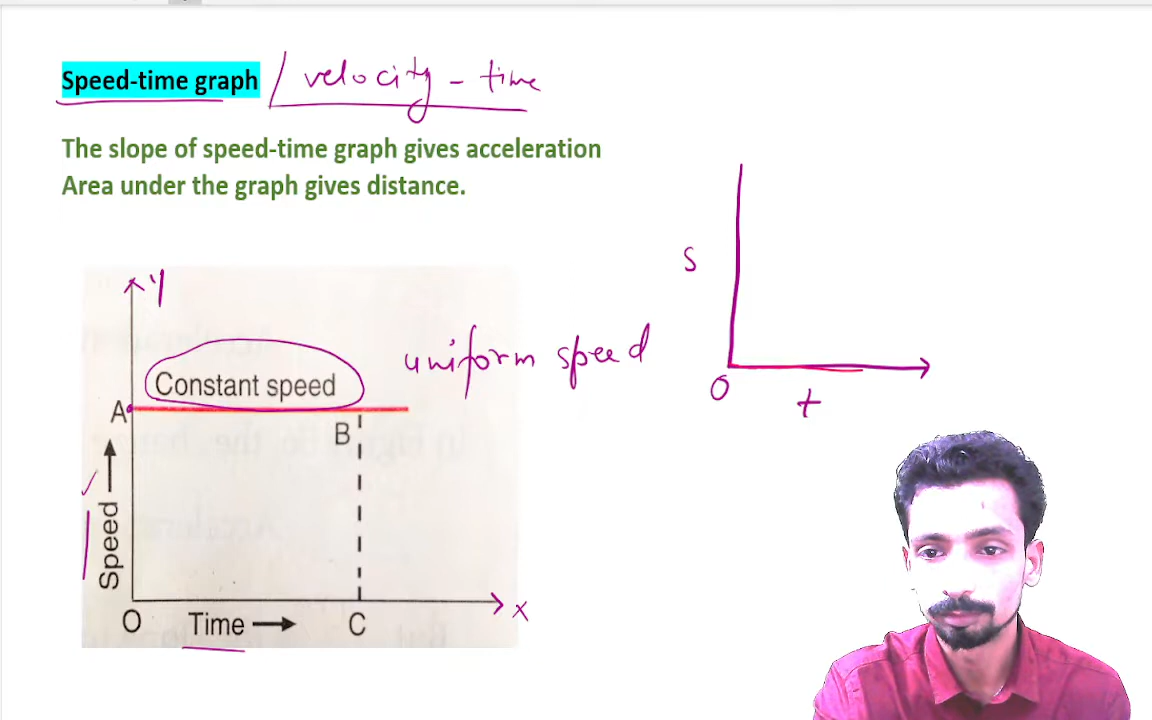 Speed-time graph / velocity - time
The slope of speed-time graph gives acceleration
Area under the graph gives distance.
Y
Constant speed
uniform speed
A
B
Speed
O
Time
C
x
s
O
t